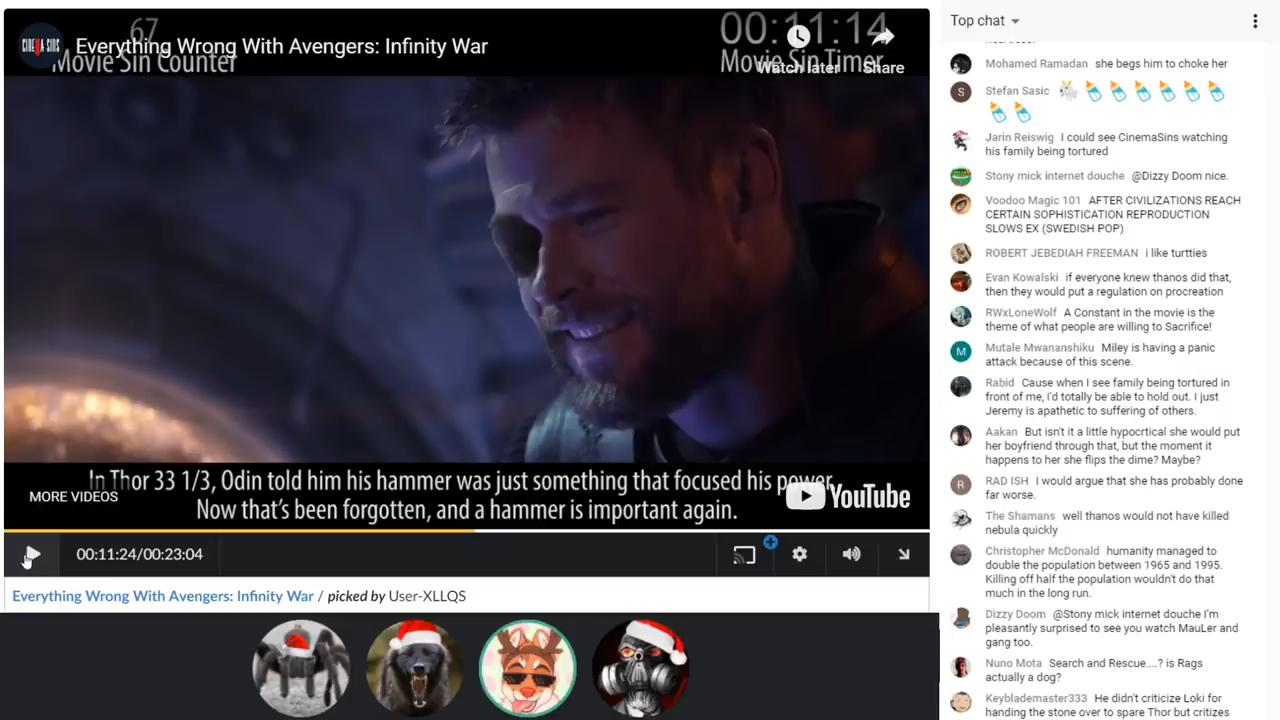 67
Movie Sin Counter
CINEMA SINS
Everything Wrong With Avengers: Infinity War
00:11:14
Movie Sin Timer
Watch later
Share
In Thor 33 1/3, Odin told him his hammer was just something that focused his power.
Now that's been forgotten, and a hammer is important again.
MORE VIDEOS
YouTube
00:11:24/00:23:04
Everything Wrong With Avengers: Infinity War / picked by User-XLLQS
Top chat
Mohamed Ramadan she begs him to choke her
S
Stefan Sasic
Jarin Reiswig I could see CinemaSins watching
his family being tortured
Stony mick internet douche @Dizzy Doom nice.
Voodoo Magic 101 AFTER CIVILIZATIONS REACH
CERTAIN SOPHISTICATION REPRODUCTION
SLOWS EX (SWEDISH POP)
ROBERT JEBEDIAH FREEMAN i like turtties
Evan Kowalski if everyone knew thanos did that,
then they would put a regulation on procreation
RWxLoneWolf A Constant in the movie is the
theme of what people are willing to Sacrifice!
M
Mutale Mwananshiku Miley is having a panic
attack because of this scene.
Rabid Cause when I see family being tortured in
front of me, I'd totally be able to hold out. I just
Jeremy is apathetic to suffering of others.
Aakan But isn't it a little hypocrtical she would put
her boyfriend through that, but the moment it
happens to her she flips the dime? Maybe?
R
RAD ISH I would argue that she has probably done
far worse.
The Shamans well thanos would not have killed
nebula quickly
Christopher McDonald humanity managed to
double the population between 1965 and 1995.
Killing off half the population wouldn't do that
much in the long run.
Dizzy Doom @Stony mick internet douche I'm
pleasantly surprised to see you watch MauLer and
gang too.
Nuno Mota Search and Rescue....? is Rags
actually a dog?
Keyblademaster333 He didn't criticize Loki for
handing the stone over to spare Thor but critizes